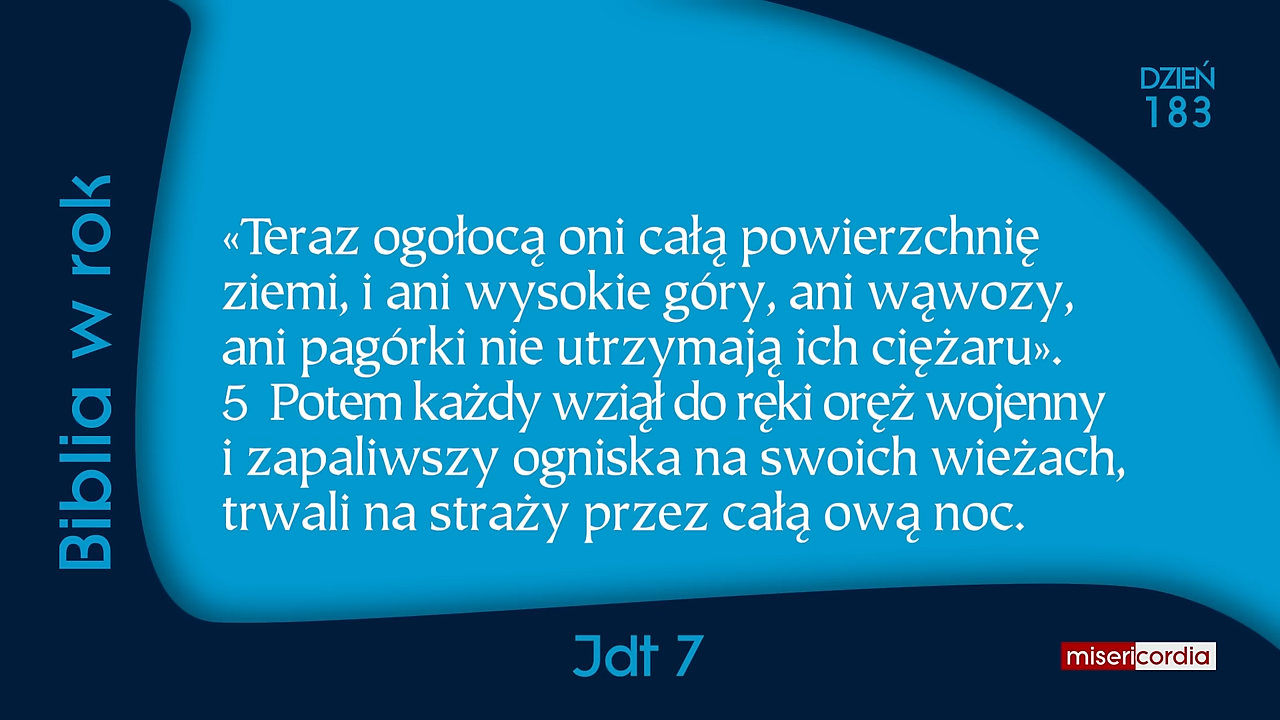 DZIEŃ
183
Biblia w rok
«Teraz ogołocą oni całą powierzchnię
ziemi, i ani wysokie góry, ani wąwozy,
ani pagórki nie utrzymają ich ciężaru».
5 Potem każdy wziął do ręki oręż wojenny
i zapaliwszy ogniska na swoich wieżach,
trwali na straży przez całą ową noc.
Jdt 7
misericordia